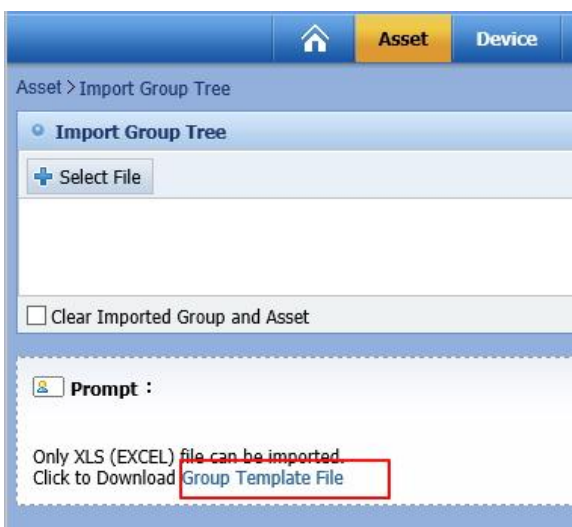 Asset Device
Asset > Import Group Tree
Import Group Tree
Select File
Clear Imported Group and Asset
Prompt：
Only XLS (EXCEL) file can be imported.
Click to Download Group Template File